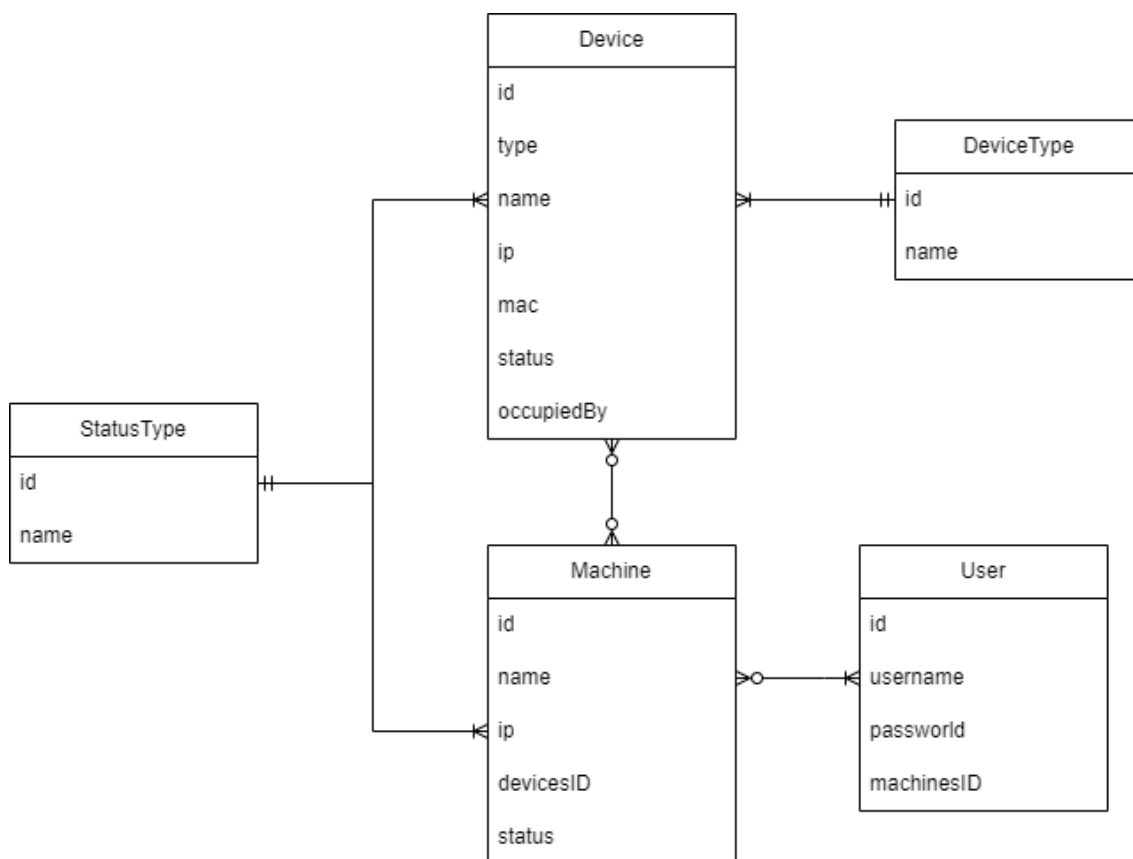 Device
id
type
name
ip
mac
status
occupiedBy
DeviceType
id
name
StatusType
id
name
Machine
id
name
ip
devicesID
status
User
id
username
passworld
machinesID